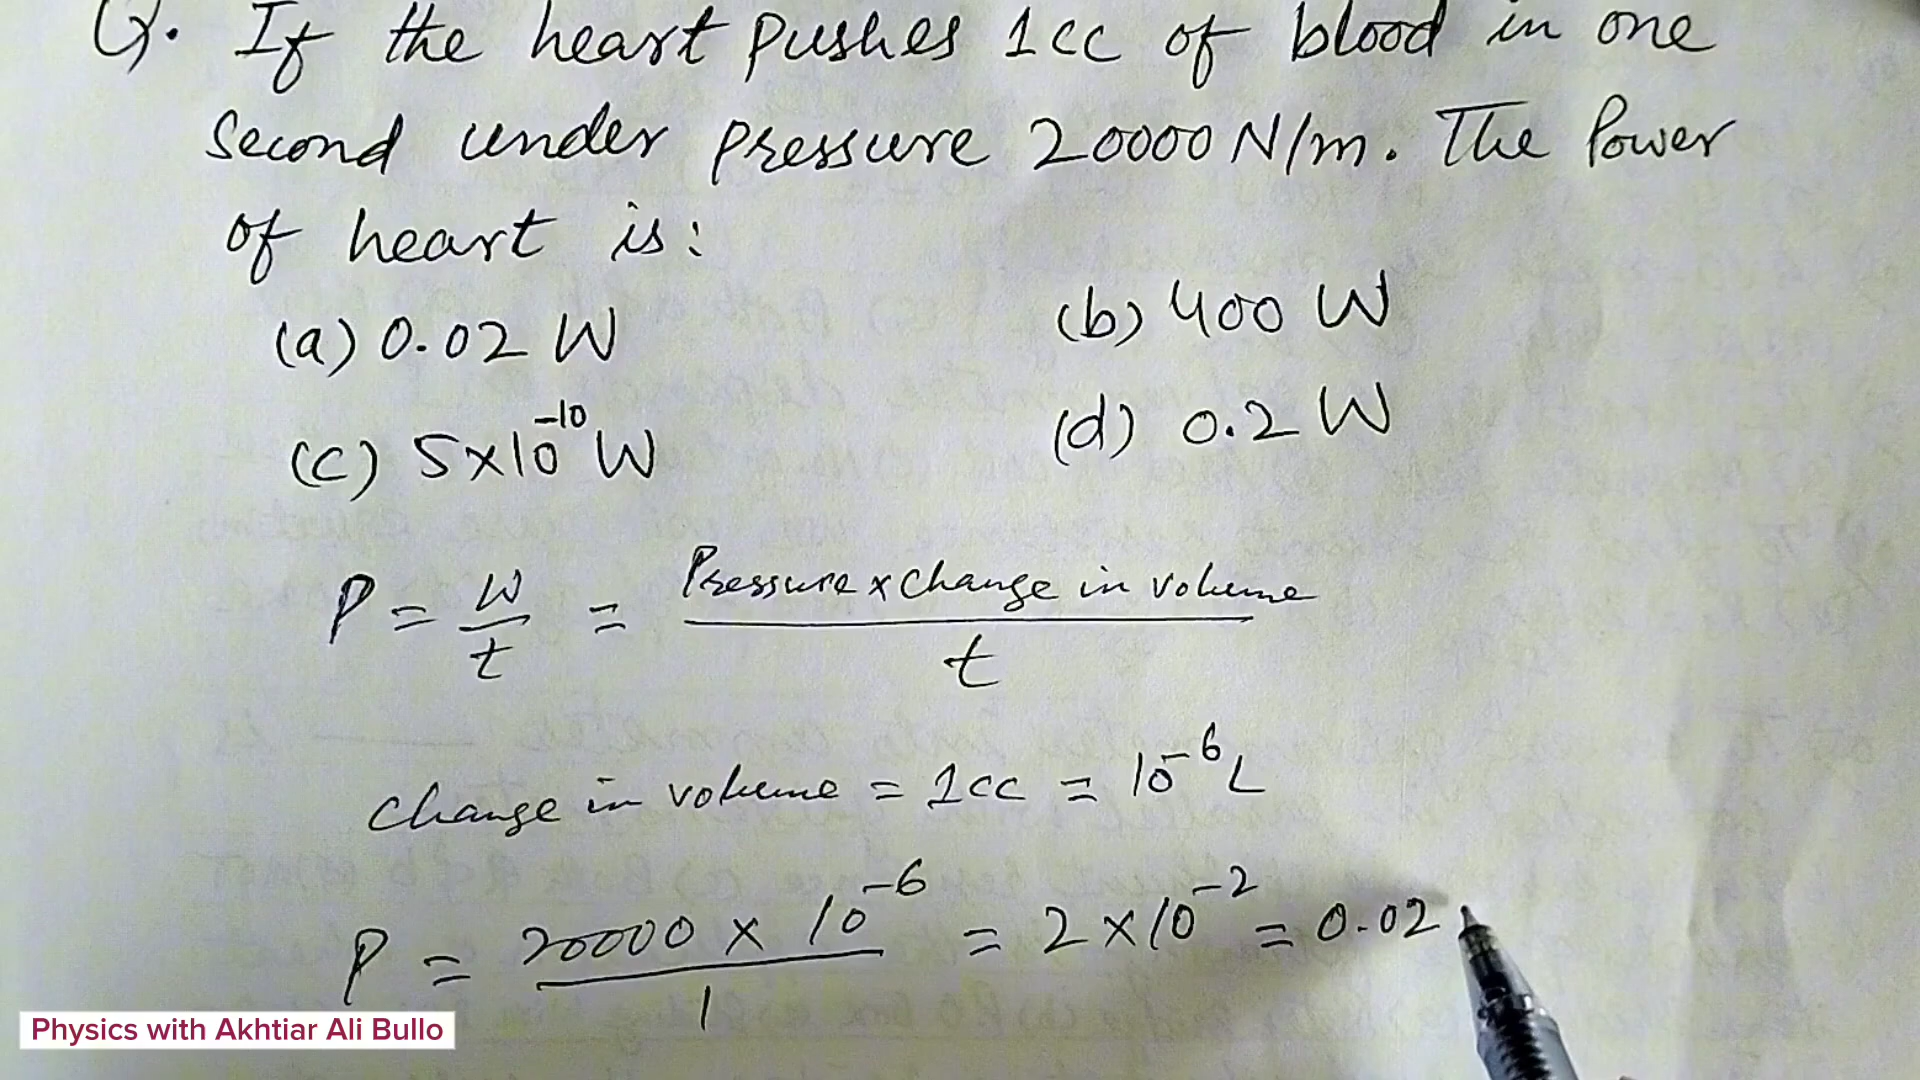 Q. If the heart pushes 1cc of blood in one
second under pressure 20000 N/m. The Power
of heart is:
(a) 0.02 W (b) 400 W
(c) 5×10⁻¹⁰ W (d) 0.2 W
P = W/t = Pressure × change in volume / t
change in volume = 1cc = 10⁻⁶ L
P = 20000 × 10⁻⁶ / 1 = 2 × 10⁻² = 0.02
Physics with Akhtiar Ali Bullo